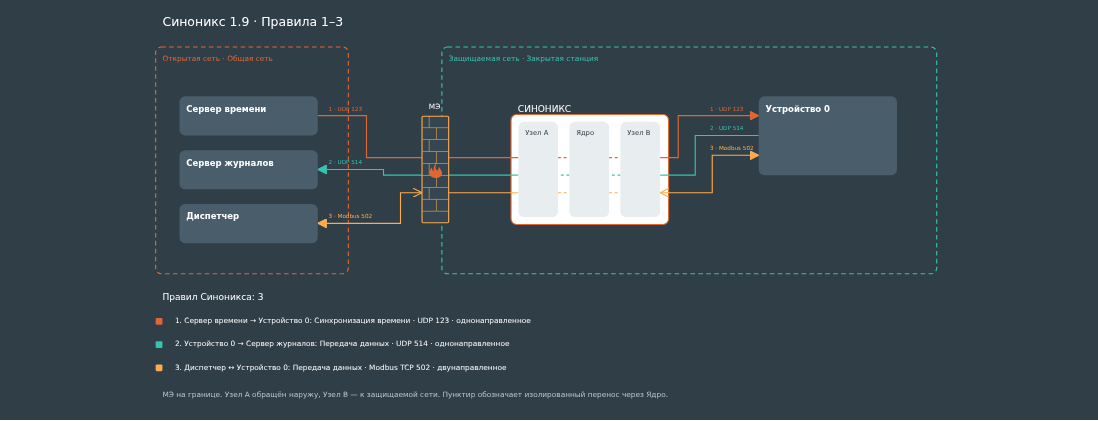 Синоникс 1.9 · Правила 1–3
Открытая сеть · Общая сеть
Защищаемая сеть · Закрытая станция
Сервер времени
1 · UDP 123
МЭ
СИНОНИКС
1 · UDP 123
Устройство 0
Узел A
Ядро
Узел B
2 · UDP 514
Сервер журналов
2 · UDP 514
3 · Modbus 502
Диспетчер
3 · Modbus 502
Правил Синоникса: 3
1. Сервер времени → Устройство 0: Синхронизация времени · UDP 123 · однонаправленное
2. Устройство 0 → Сервер журналов: Передача данных · UDP 514 · однонаправленное
3. Диспетчер ↔ Устройство 0: Передача данных · Modbus TCP 502 · двунаправленное
МЭ на границе. Узел A обращён наружу, Узел B — к защищаемой сети. Пунктир обозначает изолированный перенос через Ядро.